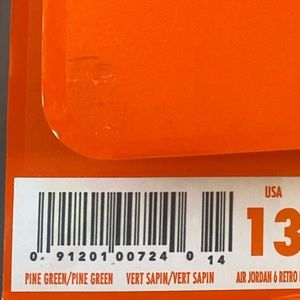 USA
13
0 91201 00724 0 14
PINE GREEN/PINE GREEN VERT SAPIN/VERT SAPIN AIR JORDAN 6 RETRO